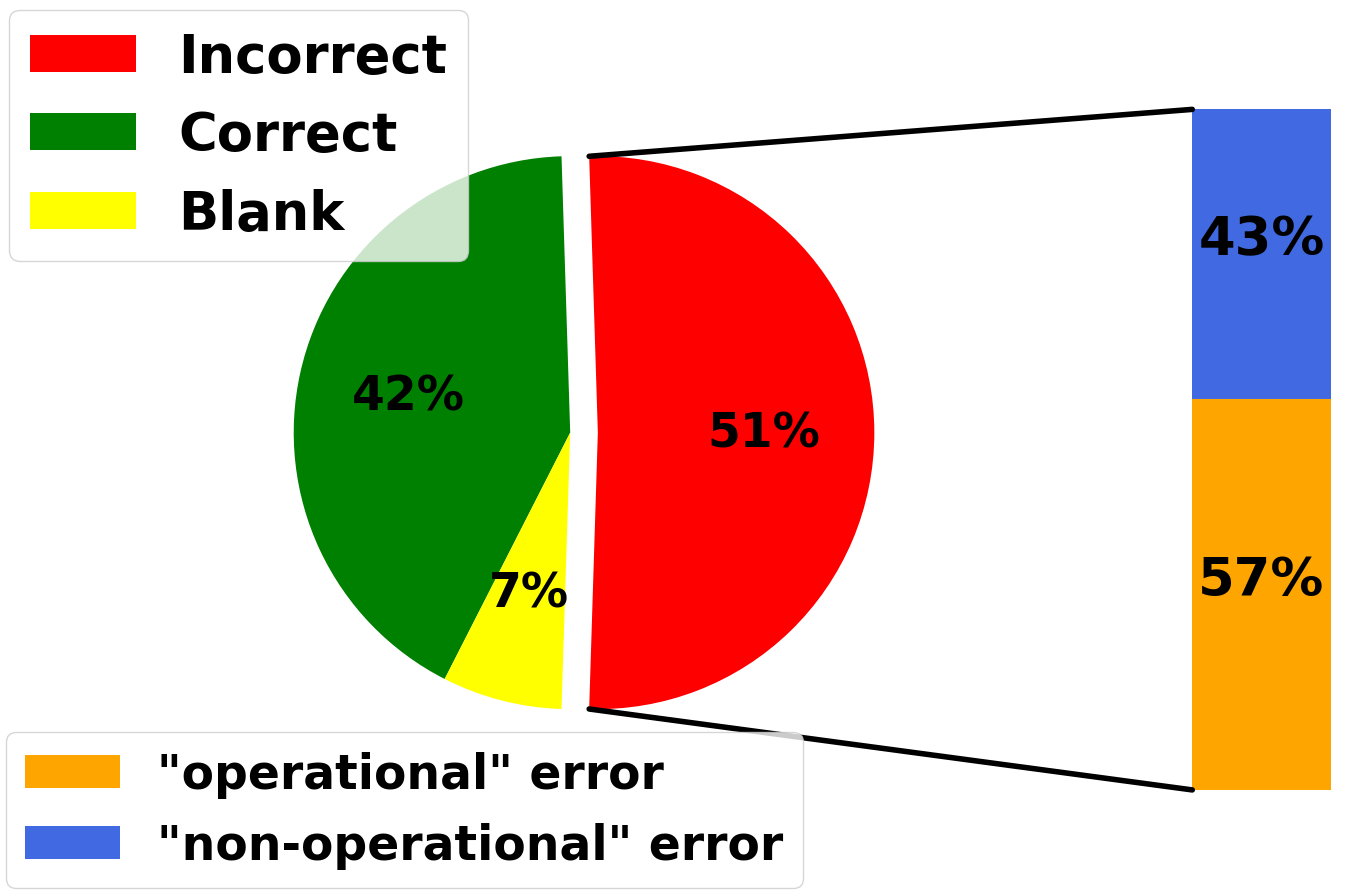 Incorrect
Correct
Blank
43%
42%
51%
57%
7%
"operational" error
"non-operational" error